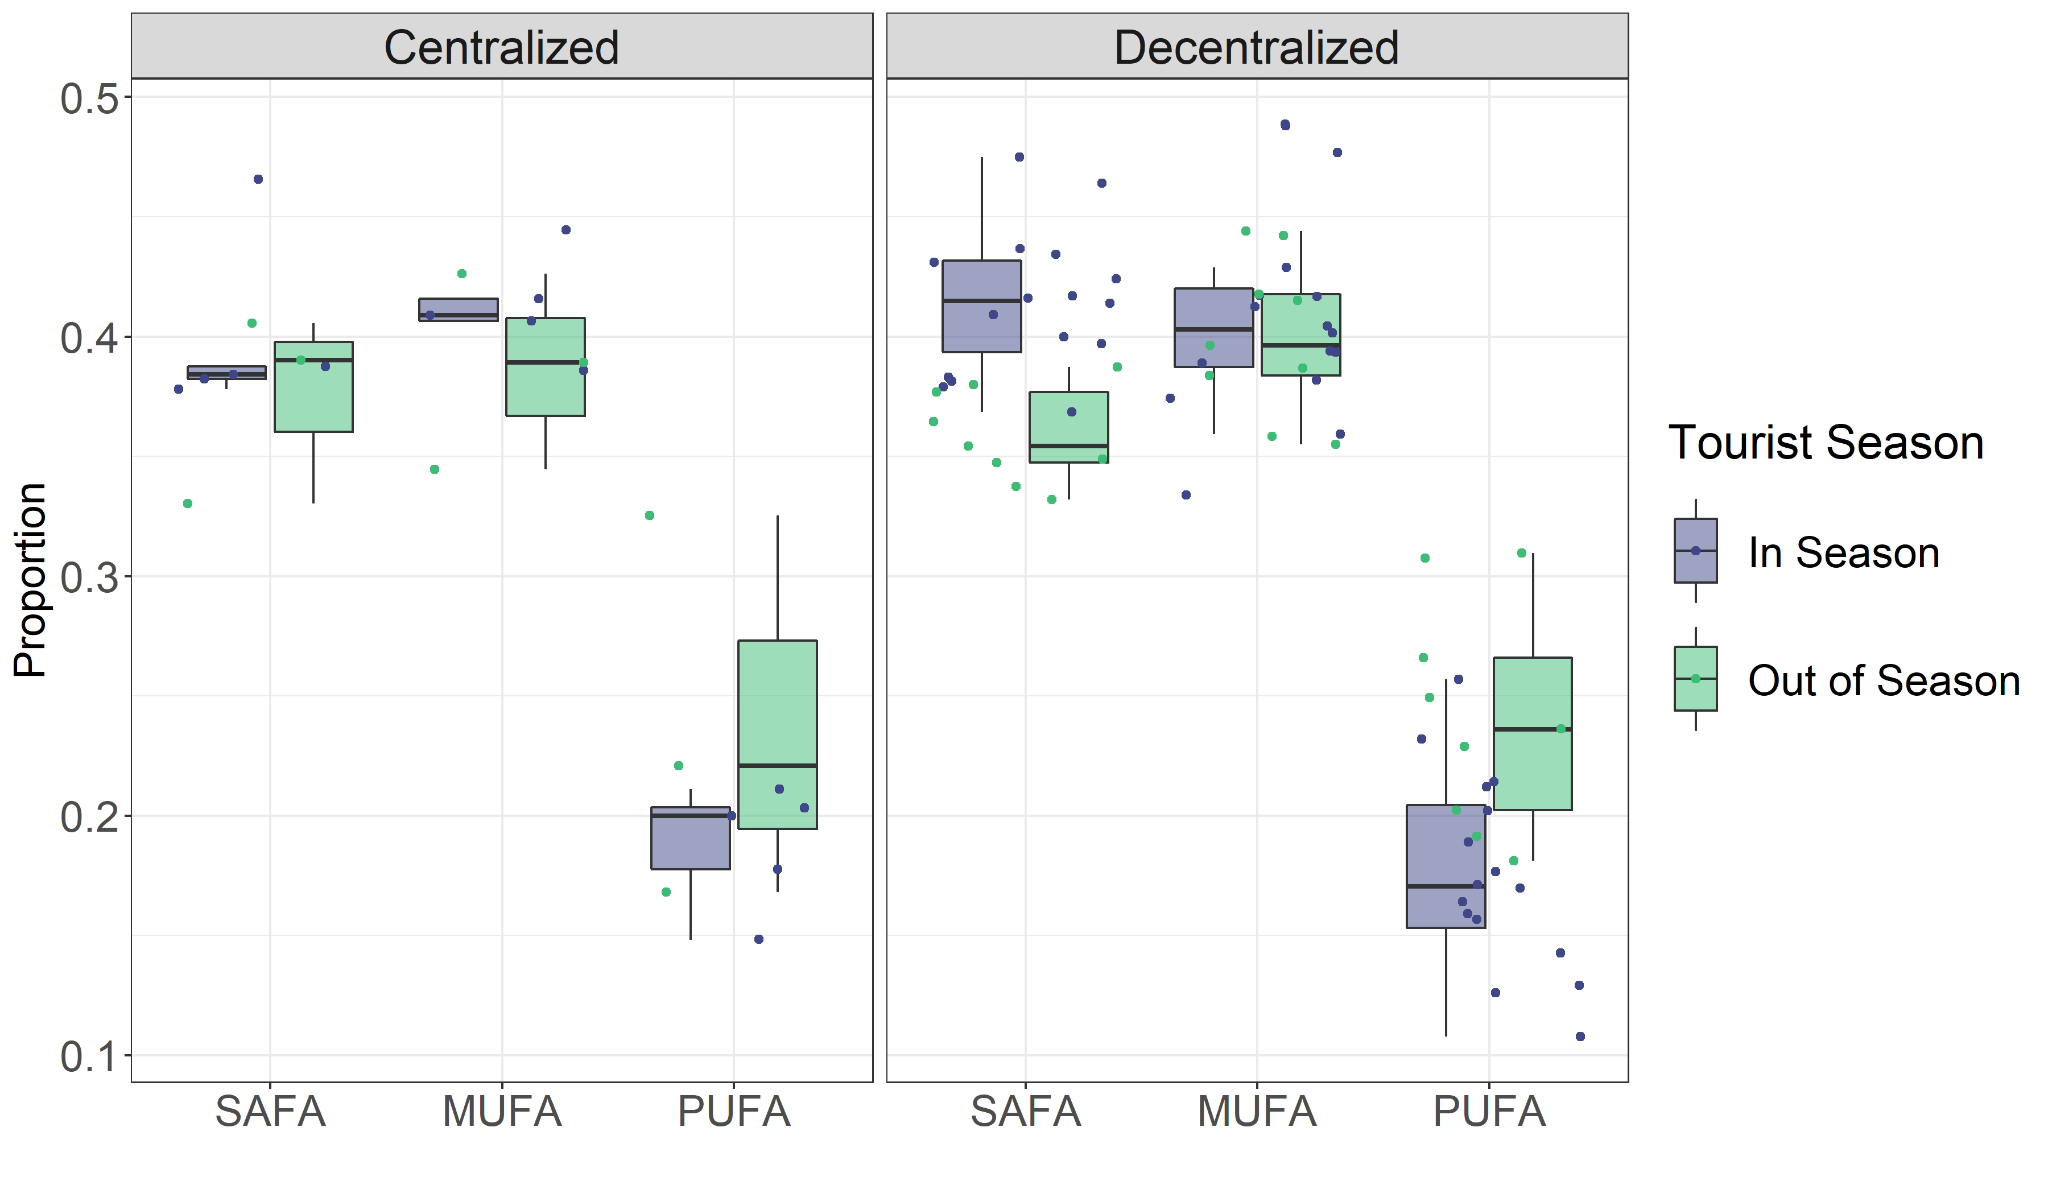 Centralized
Decentralized
Proportion
0.5
0.4
0.3
0.2
0.1
SAFA
MUFA
PUFA
SAFA
MUFA
PUFA
Tourist Season
In Season
Out of Season